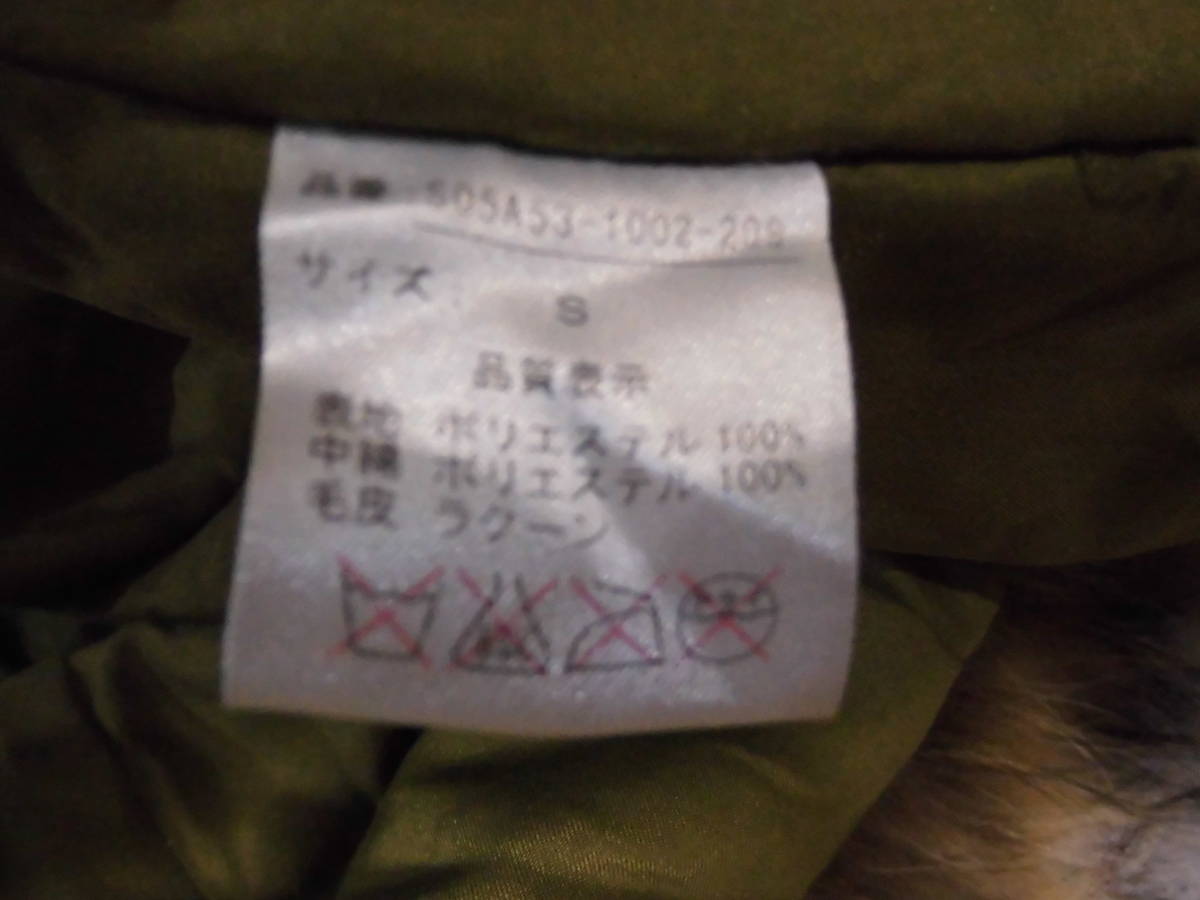 品番 S05A53-1002-209
サイズ S
品質表示
表地 ポリエステル 100%
中綿 ポリエステル 100%
毛皮 ラクーン